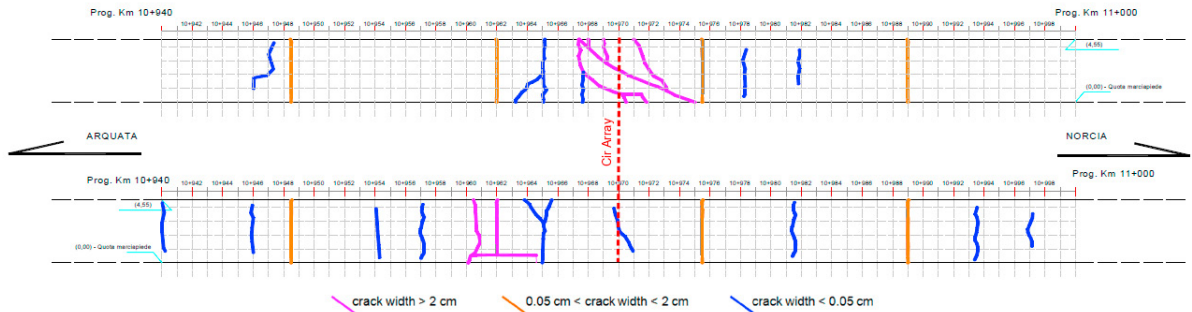 Prog. Km 10+940
Prog. Km 11+000
10+942 10+944 10+946 10+948 10+950 10+952 10+954 10+956 10+958 10+960 10+962 10+964 10+966 10+968 10+970 10+972 10+974 10+976 10+978 10+980 10+982 10+984 10+986 10+988 10+990 10+992 10+994 10+996 10+998
(4,55)
(0,00) - Quota marciapiede
ARQUATA
Cir Array
NORCIA
Prog. Km 10+940
Prog. Km 11+000
10+942 10+944 10+946 10+948 10+950 10+952 10+954 10+956 10+958 10+960 10+962 10+964 10+966 10+968 10+970 10+972 10+974 10+976 10+978 10+980 10+982 10+984 10+986 10+988 10+990 10+992 10+994 10+996 10+998
(4,55)
(0,00) - Quota marciapiede
crack width > 2 cm
0.05 cm < crack width < 2 cm
crack width < 0.05 cm